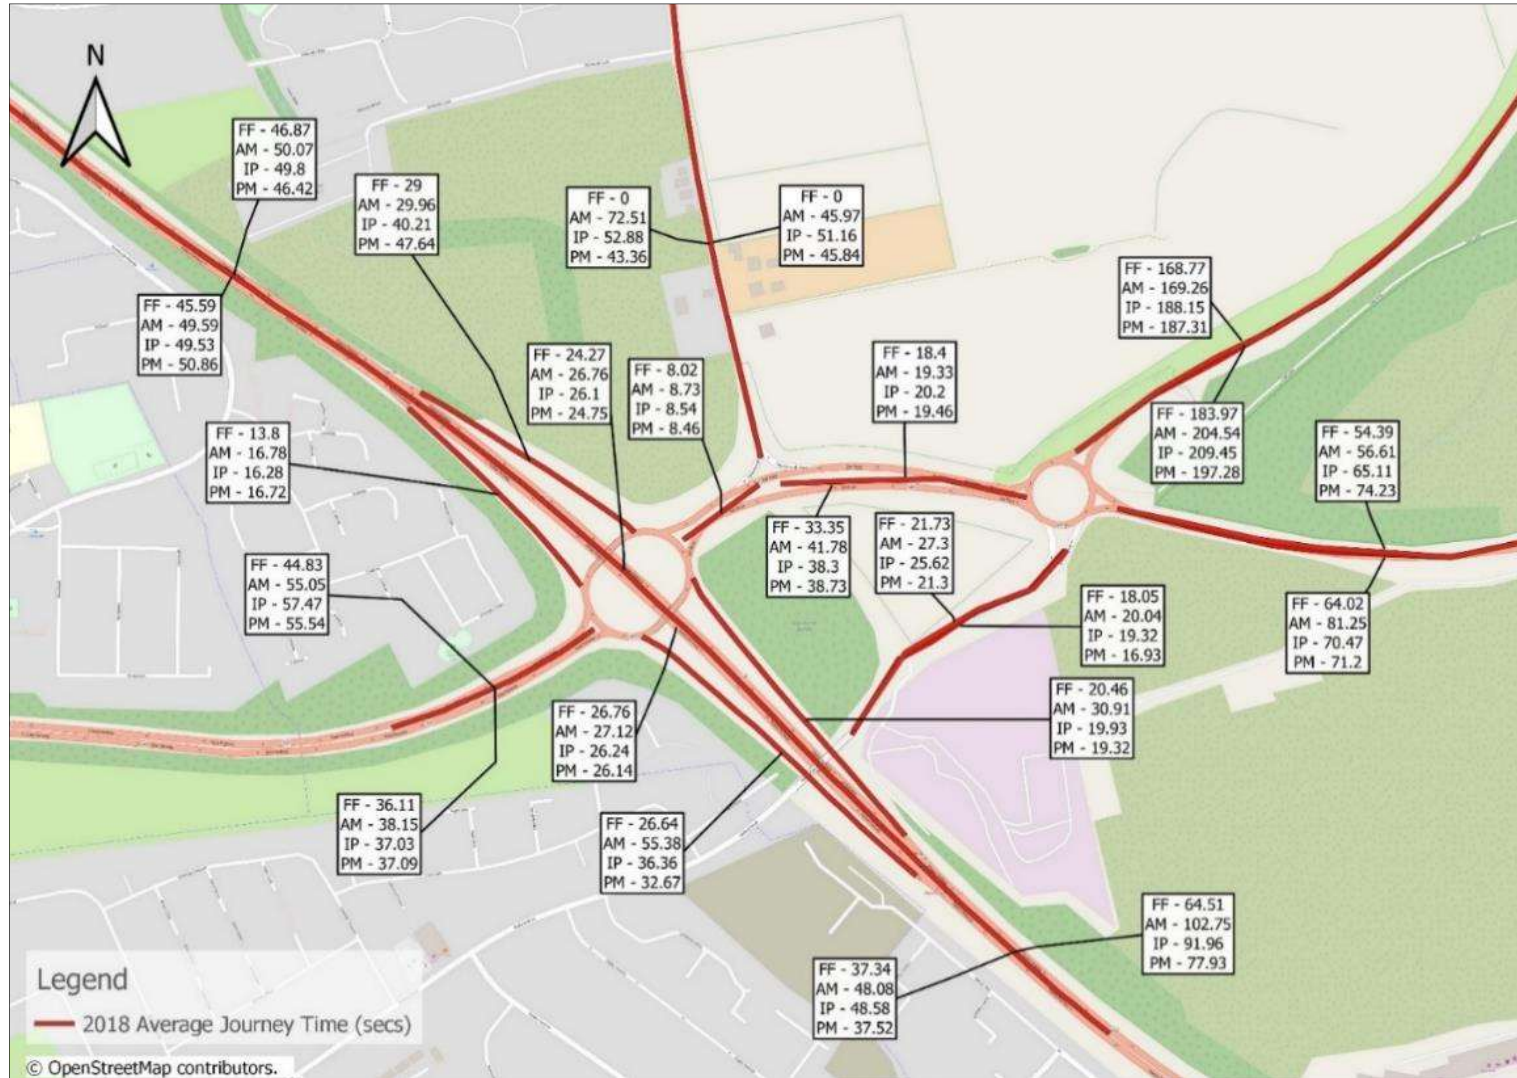 N
FF - 46.87
AM - 50.07
IP - 49.8
PM - 46.42
FF - 29
AM - 29.96
IP - 40.21
PM - 47.64
FF - 0
AM - 72.51
IP - 52.88
PM - 43.36
FF - 0
AM - 45.97
IP - 51.16
PM - 45.84
FF - 168.77
AM - 169.26
IP - 188.15
PM - 187.31
FF - 45.59
AM - 49.59
IP - 49.53
PM - 50.86
FF - 24.27
AM - 26.76
IP - 26.1
PM - 24.75
FF - 8.02
AM - 8.73
IP - 8.54
PM - 8.46
FF - 18.4
AM - 19.33
IP - 20.2
PM - 19.46
FF - 183.97
AM - 204.54
IP - 209.45
PM - 197.28
FF - 54.39
AM - 56.61
IP - 65.11
PM - 74.23
FF - 13.8
AM - 16.78
IP - 16.28
PM - 16.72
FF - 33.35
AM - 41.78
IP - 38.3
PM - 38.73
FF - 21.73
AM - 27.3
IP - 25.62
PM - 21.3
FF - 44.83
AM - 55.05
IP - 57.47
PM - 55.54
FF - 18.05
AM - 20.04
IP - 19.32
PM - 16.93
FF - 64.02
AM - 81.25
IP - 70.47
PM - 71.2
FF - 26.76
AM - 27.12
IP - 26.24
PM - 26.14
FF - 20.46
AM - 30.91
IP - 19.93
PM - 19.32
FF - 36.11
AM - 38.15
IP - 37.03
PM - 37.09
FF - 26.64
AM - 55.38
IP - 36.36
PM - 32.67
FF - 64.51
AM - 102.75
IP - 91.96
PM - 77.93
FF - 37.34
AM - 48.08
IP - 48.58
PM - 37.52
Legend
2018 Average Journey Time (secs)
© OpenStreetMap contributors.